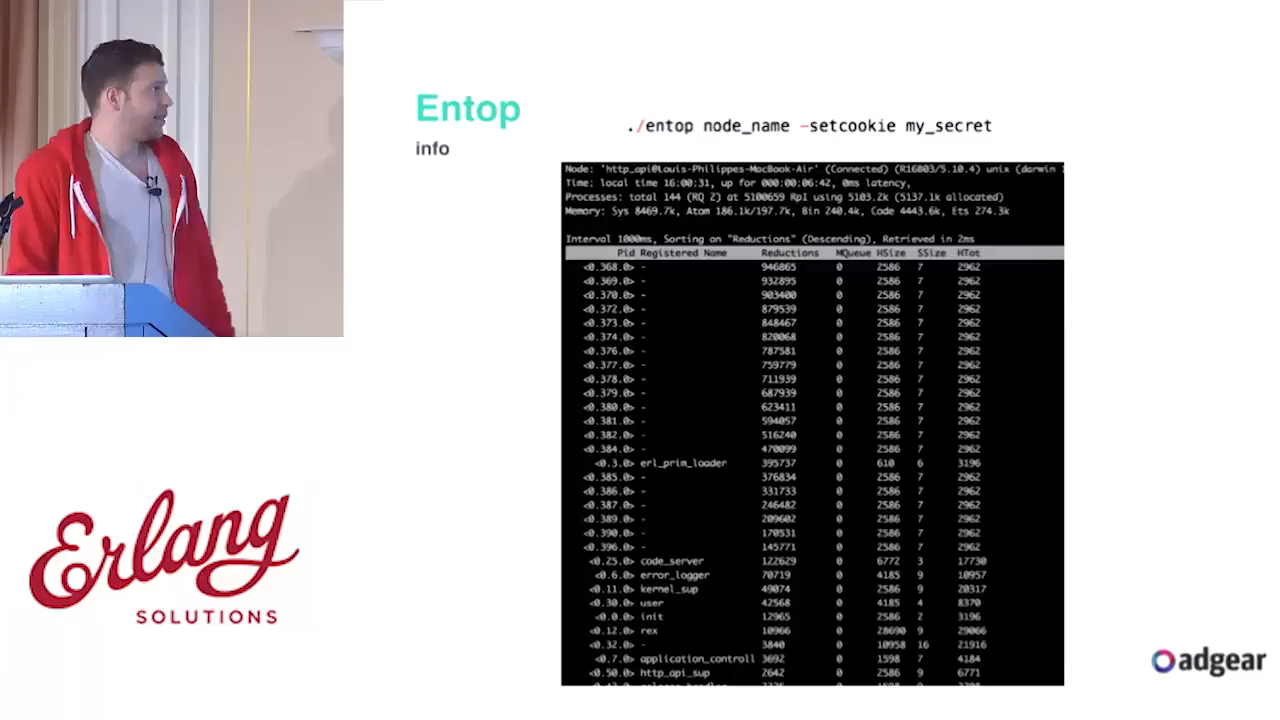 Entop
info
./entop node_name -setcookie my_secret
Node: 'http_api@Louis-Philippes-MacBook-Air' (Connected) (R16B03/5.10.4) unix (darwin
Time: local time 16:00:31, up for 000:00:06:42, 0ms latency,
Processes: total 144 (RQ 2) at 5100659 RpI using 5103.2k (5137.1k allocated)
Memory: Sys 8469.7k, Atom 186.1k/197.7k, Bin 240.4k, Code 4443.6k, Ets 274.3k
Interval 1000ms, Sorting on "Reductions" (Descending), Retrieved in 2ms
Pid Registered Name Reductions MQueue HSize SSize HTot
<0.368.0> - 946865 0 2586 7 2962
<0.369.0> - 932895 0 2586 7 2962
<0.370.0> - 903400 0 2586 7 2962
<0.372.0> - 879539 0 2586 7 2962
<0.373.0> - 848467 0 2586 7 2962
<0.374.0> - 820068 0 2586 7 2962
<0.376.0> - 787581 0 2586 7 2962
<0.377.0> - 759779 0 2586 7 2962
<0.378.0> - 711939 0 2586 7 2962
<0.379.0> - 687939 0 2586 7 2962
<0.380.0> - 623411 0 2586 7 2962
<0.381.0> - 594057 0 2586 7 2962
<0.382.0> - 516240 0 2586 7 2962
<0.384.0> - 470099 0 2586 7 2962
<0.3.0> erl_prim_loader 395737 0 610 6 3196
<0.385.0> - 376834 0 2586 7 2962
<0.386.0> - 331733 0 2586 7 2962
<0.387.0> - 246482 0 2586 7 2962
<0.389.0> - 209602 0 2586 7 2962
<0.390.0> - 170531 0 2586 7 2962
<0.396.0> - 145771 0 2586 7 2962
<0.25.0> code_server 122629 0 6772 3 17730
<0.6.0> error_logger 70719 0 4185 9 10957
<0.11.0> kernel_sup 49074 0 2586 9 20317
<0.30.0> user 42568 0 4185 4 8370
<0.0.0> init 12965 0 2586 2 3196
<0.12.0> rex 10966 0 28690 9 29066
<0.32.0> - 3840 0 10958 16 21916
<0.7.0> application_controll 3692 0 1598 7 4184
<0.50.0> http_api_sup 2642 0 2586 9 6771
Erlang
SOLUTIONS
adgear